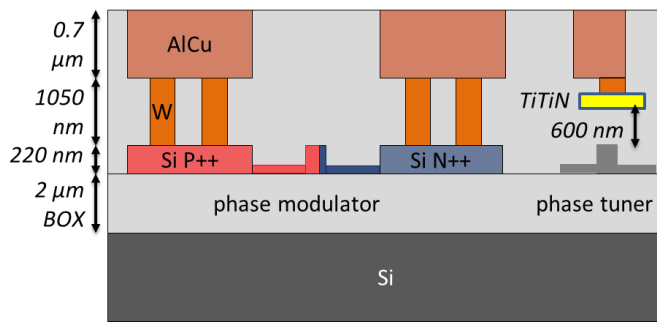 0.7
µm
AlCu
1050
nm
W
TiTiN
600 nm
220 nm
Si P++
Si N++
2 µm
BOX
phase modulator
phase tuner
Si